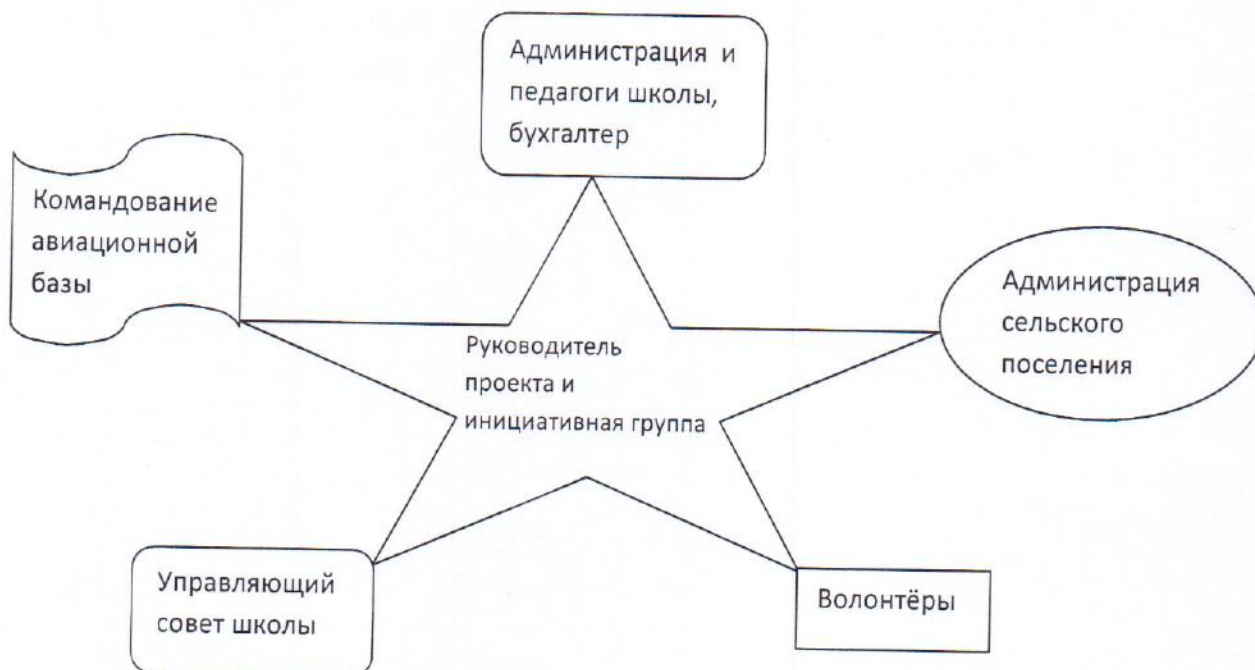 Администрация и
педагоги школы,
бухгалтер
Командование
авиационной
базы
Администрация
сельского
поселения
Руководитель
проекта и
инициативная группа
Управляющий
совет школы
Волонтёры